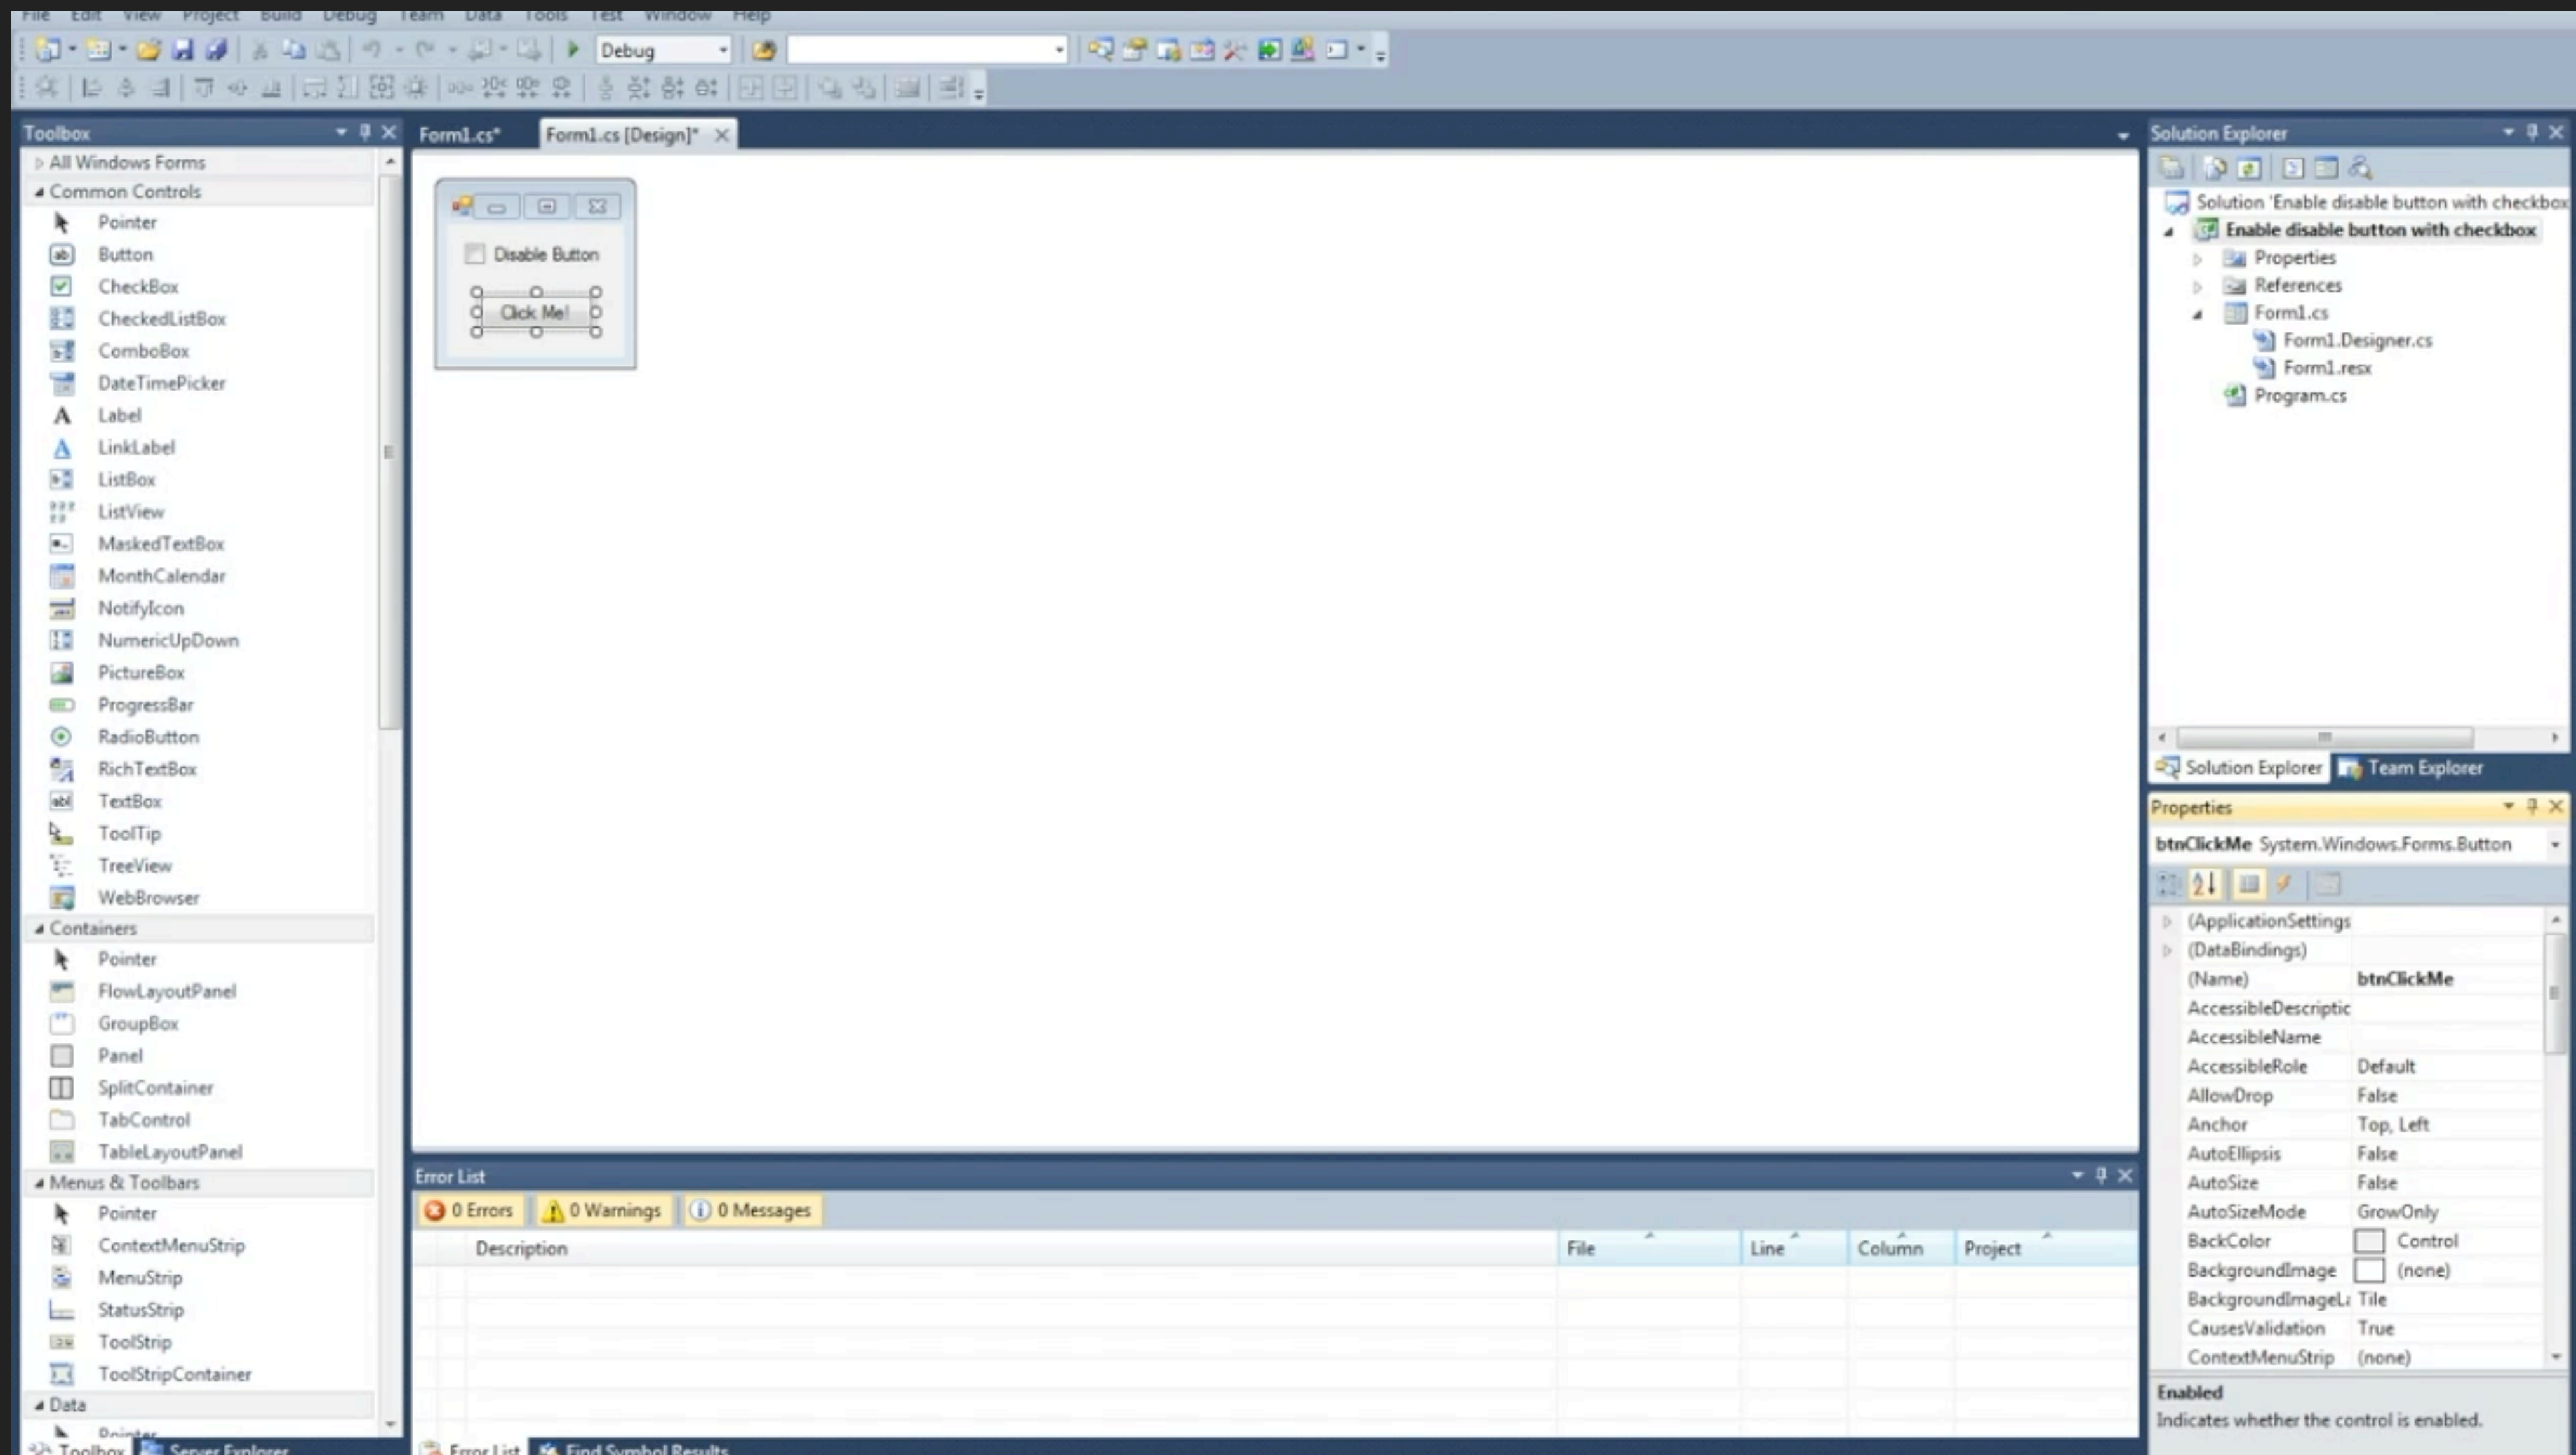 File Edit View Project Build Debug Team Data Tools Test Window Help
Debug
Toolbox
All Windows Forms
Common Controls
Pointer
Button
CheckBox
CheckedListBox
ComboBox
DateTimePicker
Label
LinkLabel
ListBox
ListView
MaskedTextBox
MonthCalendar
NotifyIcon
NumericUpDown
PictureBox
ProgressBar
RadioButton
RichTextBox
TextBox
ToolTip
TreeView
WebBrowser
Containers
Pointer
FlowLayoutPanel
GroupBox
Panel
SplitContainer
TabControl
TableLayoutPanel
Menus & Toolbars
Pointer
ContextMenuStrip
MenuStrip
StatusStrip
ToolStrip
ToolStripContainer
Data
Pointer
Toolbox Server Explorer
Form1.cs* Form1.cs [Design]*
Disable Button
Click Me!
Error List
0 Errors 0 Warnings 0 Messages
Description File Line Column Project
Error List Find Symbol Results
Solution Explorer
Solution 'Enable disable button with checkbox
Enable disable button with checkbox
Properties
References
Form1.cs
Form1.Designer.cs
Form1.resx
Program.cs
Solution Explorer Team Explorer
Properties
btnClickMe System.Windows.Forms.Button
(ApplicationSettings
(DataBindings)
(Name) btnClickMe
AccessibleDescriptic
AccessibleName
AccessibleRole Default
AllowDrop False
Anchor Top, Left
AutoEllipsis False
AutoSize False
AutoSizeMode GrowOnly
BackColor Control
BackgroundImage (none)
BackgroundImageLa Tile
CausesValidation True
ContextMenuStrip (none)
Enabled
Indicates whether the control is enabled.